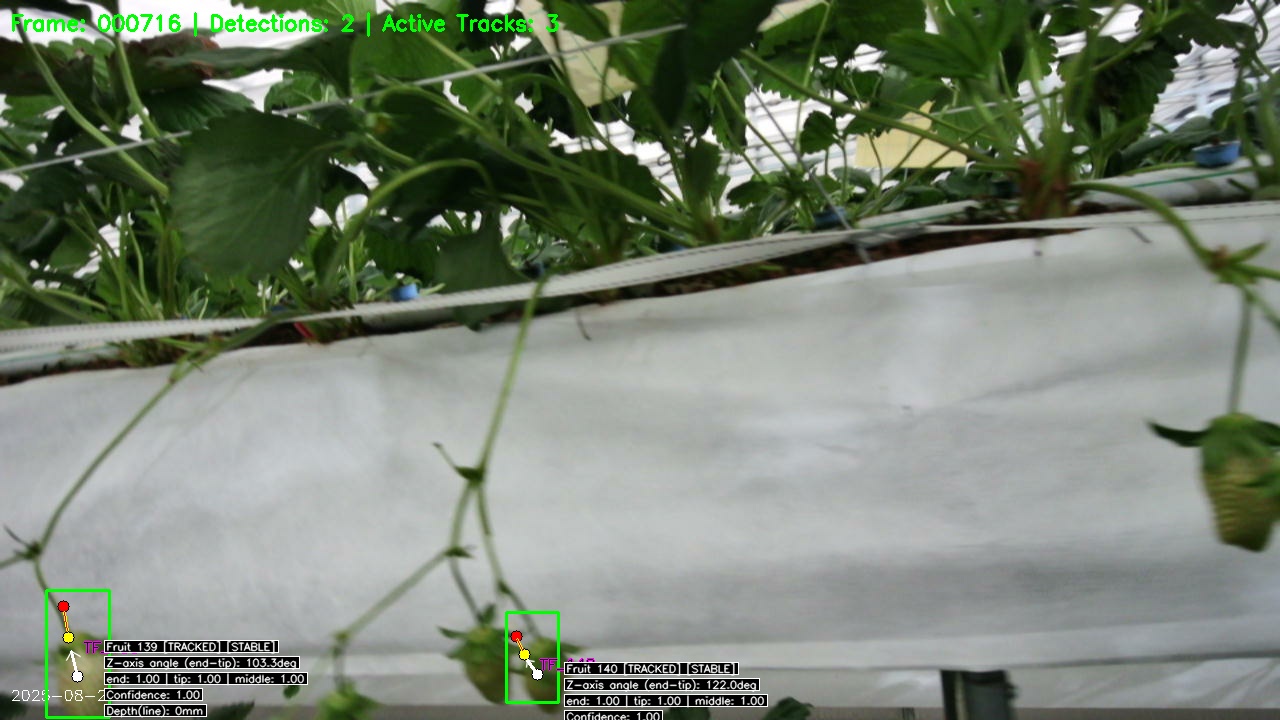 Frame: 000716 | Detections: 2 | Active Tracks: 3
Fruit 139 [TRACKED] [STABLE]
Z-axis angle (end-tip): 103.3deg
end: 1.00 | tip: 1.00 | middle: 1.00
Confidence: 1.00
Depth(line): 0mm
Fruit 140 [TRACKED] [STABLE]
Z-axis angle (end-tip): 122.0deg
end: 1.00 | tip: 1.00 | middle: 1.00
Confidence: 1.00